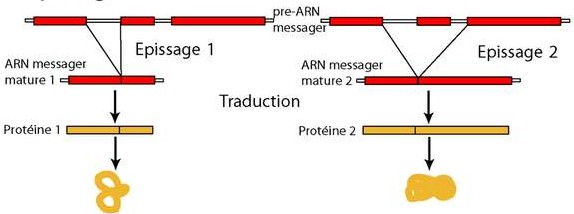 pre-ARN
messager
Epissage 1
Epissage 2
ARN messager
mature 1
ARN messager
mature 2
Traduction
Protéine 1
Protéine 2